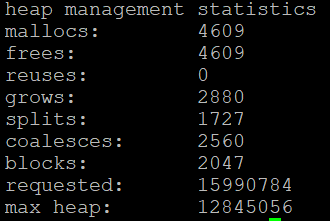 heap management statistics
mallocs: 4609
frees: 4609
reuses: 0
grows: 2880
splits: 1727
coalesces: 2560
blocks: 2047
requested: 15990784
max heap: 12845056